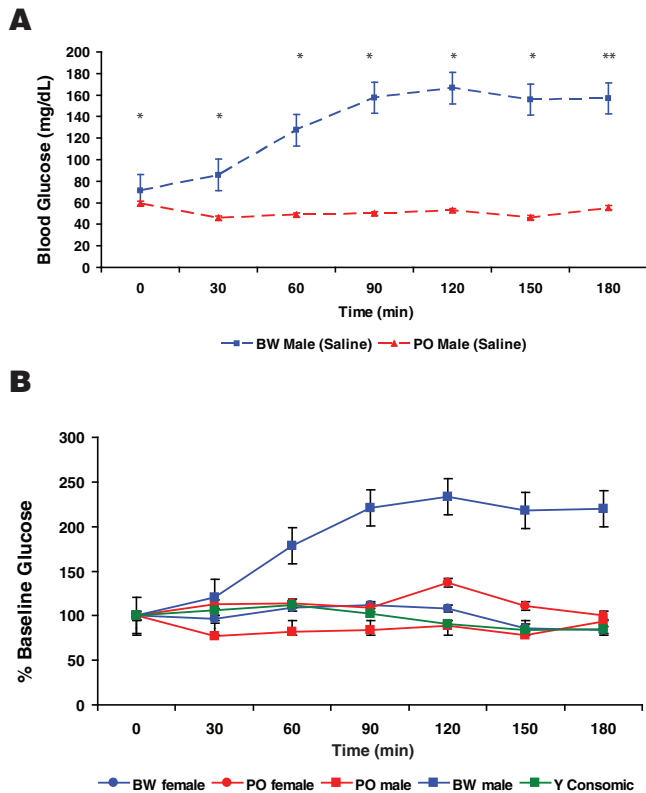 A
* * * * * * **
200
180
160
140
120
100
80
60
40
20
0
Blood Glucose (mg/dL)
0 30 60 90 120 150 180
Time (min)
BW Male (Saline) PO Male (Saline)
B
300
250
200
150
100
50
0
% Baseline Glucose
0 30 60 90 120 150 180
Time (min)
BW female PO female PO male BW male Y Consomic